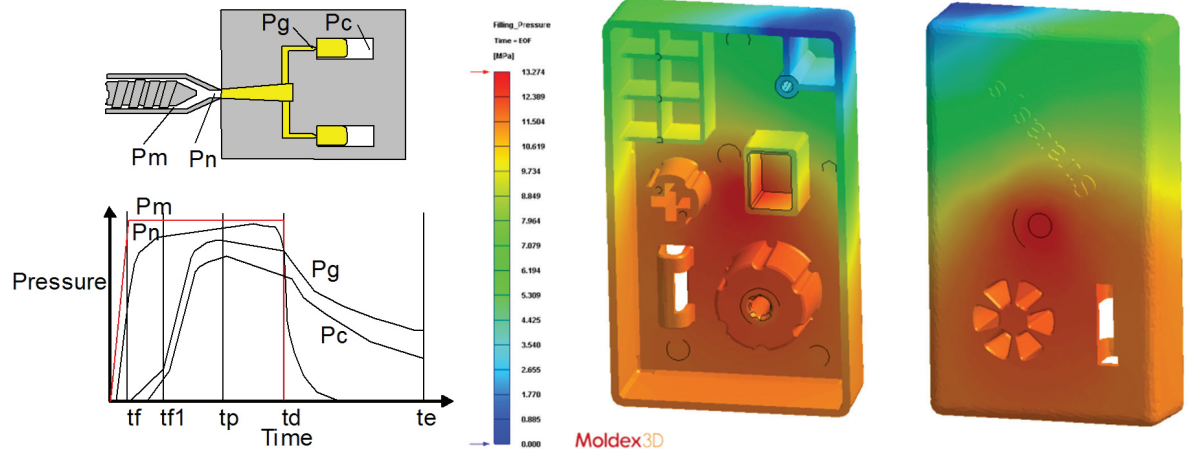 Pg
Pc
Pm
Pn
Pm
Pn
Pressure
Pg
Pc
tf
tf1
tp
td
te
Time
Filling_Pressure
Time = EOF
[MPa]
13.274
12.389
11.504
10.619
9.734
8.849
7.964
7.079
6.194
5.309
4.425
3.540
2.655
1.770
0.885
0.000
Moldex3D